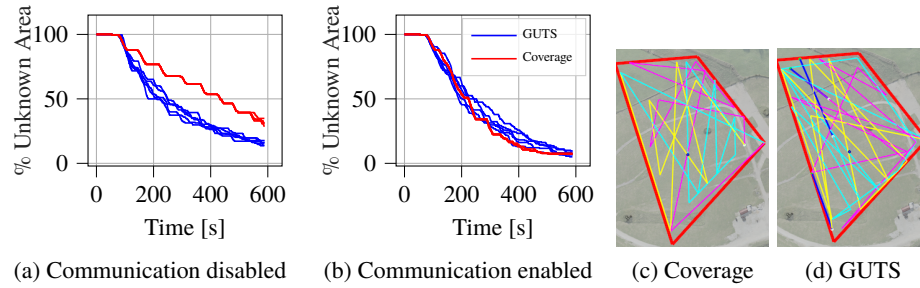 % Unknown Area
100
50
0
0
200
400
600
Time [s]
(a) Communication disabled
% Unknown Area
100
50
0
0
200
400
600
Time [s]
GUTS
Coverage
(b) Communication enabled
(c) Coverage
(d) GUTS